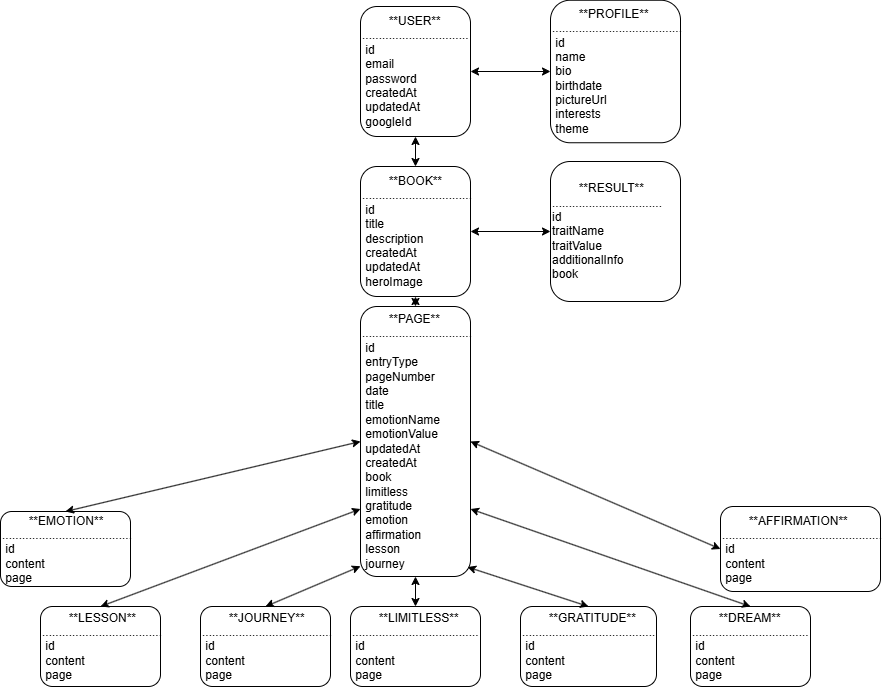 **USER**
id
email
password
createdAt
updatedAt
googleId
**PROFILE**
id
name
bio
birthdate
pictureUrl
interests
theme
**BOOK**
id
title
description
createdAt
updatedAt
heroImage
**RESULT**
id
traitName
traitValue
additionalInfo
book
**PAGE**
id
entryType
pageNumber
date
title
emotionName
emotionValue
updatedAt
createdAt
book
limitless
gratitude
emotion
affirmation
lesson
journey
**EMOTION**
id
content
page
**AFFIRMATION**
id
content
page
**LESSON**
id
content
page
**JOURNEY**
id
content
page
**LIMITLESS**
id
content
page
**GRATITUDE**
id
content
page
**DREAM**
id
content
page